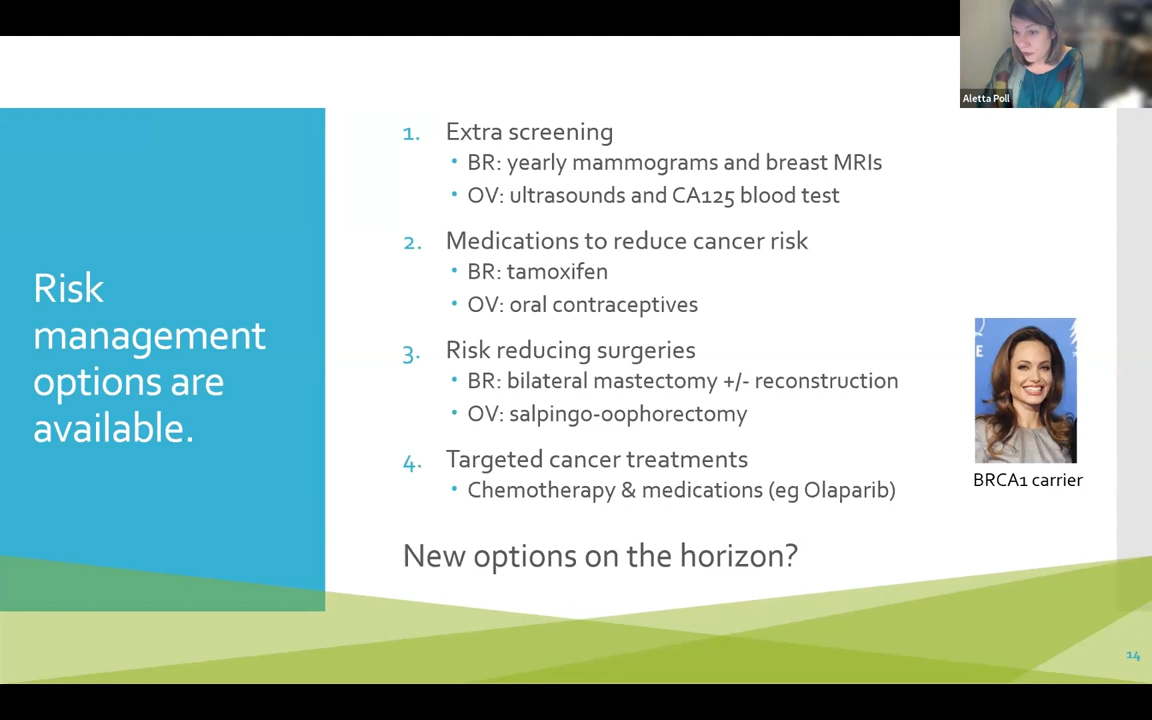 Aletta Poll
Risk
management
options are
available.
1. Extra screening
• BR: yearly mammograms and breast MRIs
• OV: ultrasounds and CA125 blood test
2. Medications to reduce cancer risk
• BR: tamoxifen
• OV: oral contraceptives
3. Risk reducing surgeries
• BR: bilateral mastectomy +/- reconstruction
• OV: salpingo-oophorectomy
4. Targeted cancer treatments
• Chemotherapy & medications (eg Olaparib)
New options on the horizon?
E
BRCA1 carrier
14